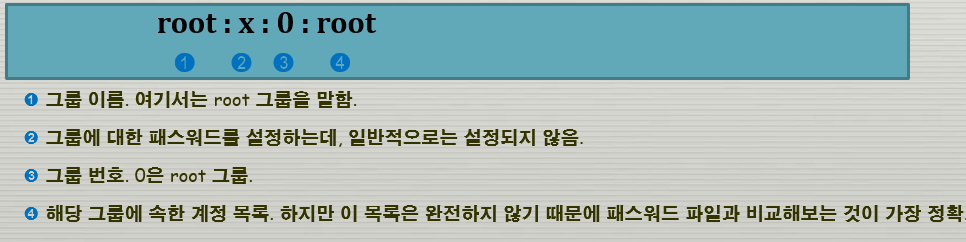 root : x : 0 : root
❶ ❷ ❸ ❹
❶ 그룹 이름. 여기서는 root 그룹을 말함.
❷ 그룹에 대한 패스워드를 설정하는데, 일반적으로는 설정되지 않음.
❸ 그룹 번호. 0은 root 그룹.
❹ 해당 그룹에 속한 계정 목록. 하지만 이 목록은 완전하지 않기 때문에 패스워드 파일과 비교해보는 것이 가장 정확.